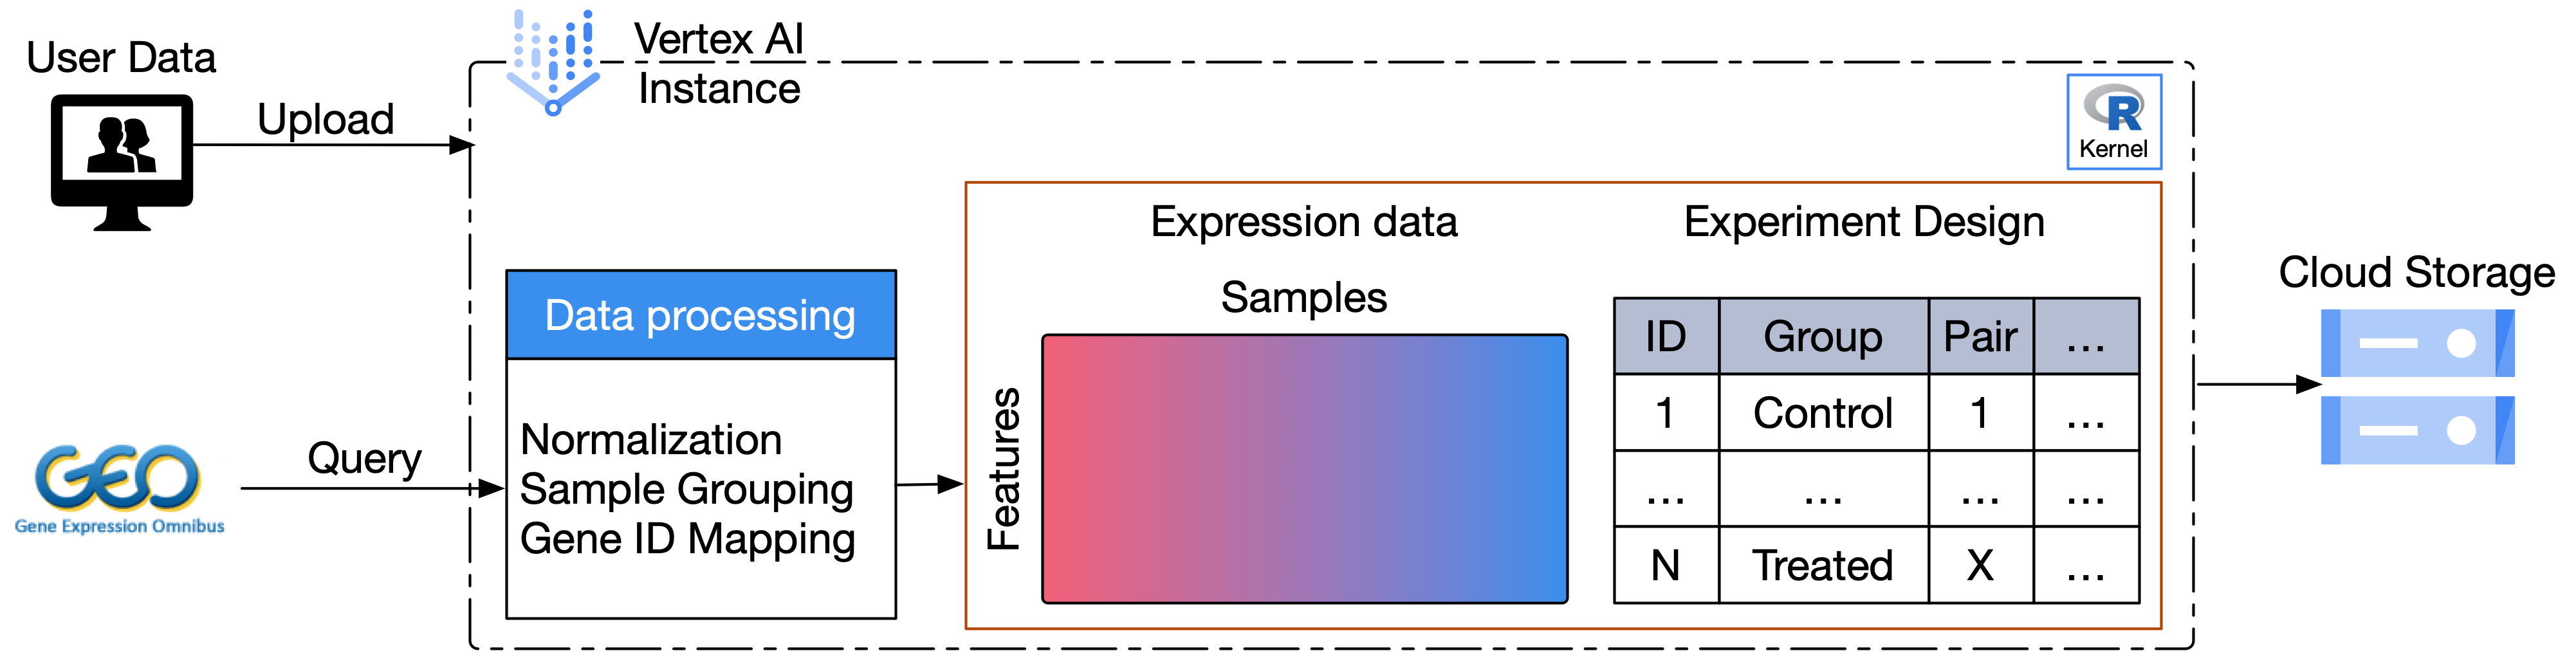 User Data
Upload
Vertex AI
Instance
R
Kernel
GEO
Gene Expression Omnibus
Query
Data processing
Normalization
Sample Grouping
Gene ID Mapping
Expression data
Samples
Features
Experiment Design
ID Group Pair ...
1 Control 1 ...
... ... ... ...
N Treated X ...
Cloud Storage